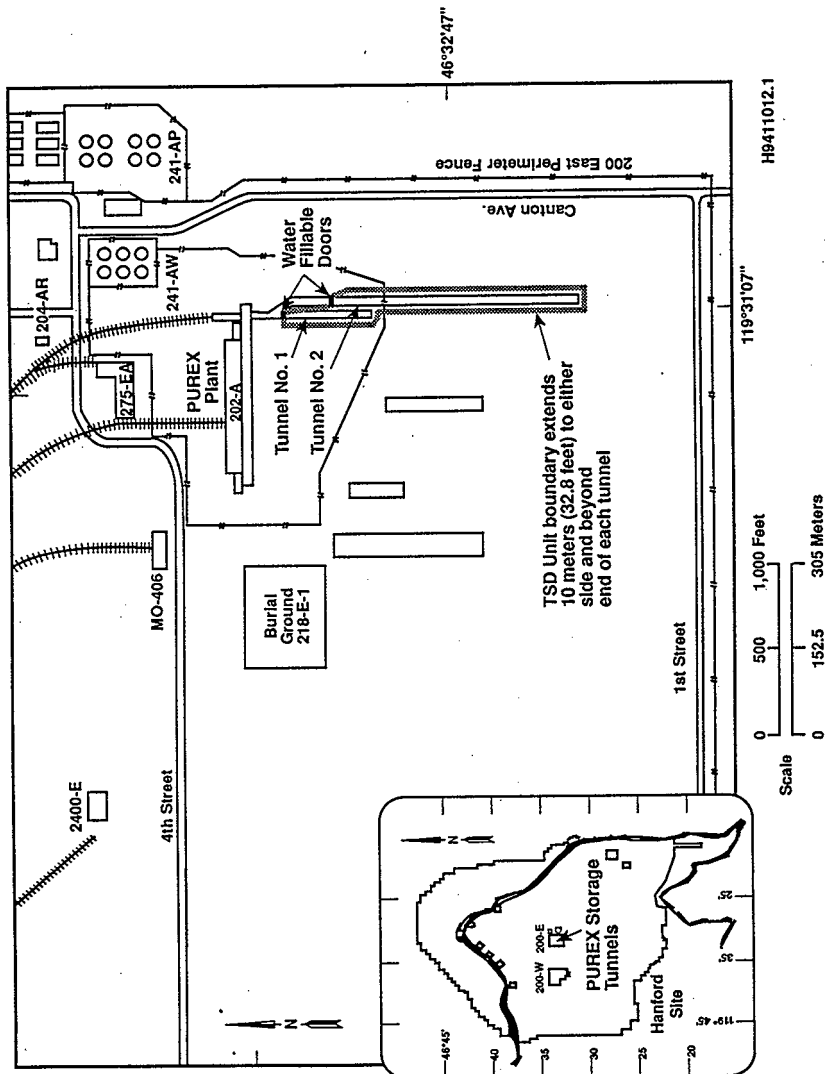 2400-E
4th Street
MO-406
275-EA
204-AR
241-AW
241-AP
PUREX
Plant
202-A
Water
Fillable
Doors
Tunnel No. 1
Tunnel No. 2
Burial
Ground
218-E-1
TSD Unit boundary extends
10 meters (32.8 feet) to either
side and beyond
end of each tunnel
Canton Ave.
200 East Perimeter Fence
1st Street
46°32'47"
119°31'07"
N
N
46°45'
40
35
30
25
20
200-W
200-E
PUREX Storage
Tunnels
Hanford
Site
119°45'
35'
25'
Scale
0
500
1,000 Feet
0
152.5
305 Meters
H9411012.1